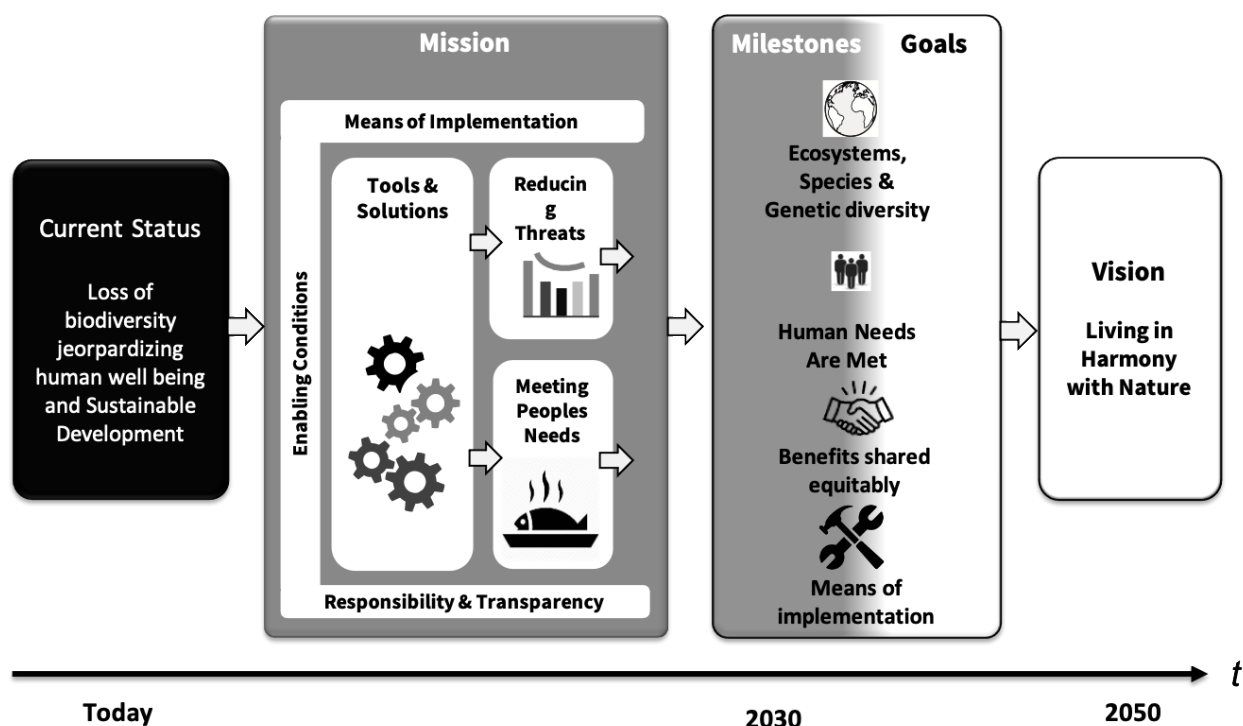 Mission
Means of Implementation
Enabling Conditions
Tools &
Solutions
Reducin
g
Threats
Meeting
Peoples
Needs
Responsibility & Transparency
Current Status
Loss of
biodiversity
jeorpardizing
human well being
and Sustainable
Development
Milestones Goals
Ecosystems,
Species &
Genetic diversity
Human Needs
Are Met
Benefits shared
equitably
Means of
implementation
Vision
Living in
Harmony
with Nature
t
Today
2030
2050